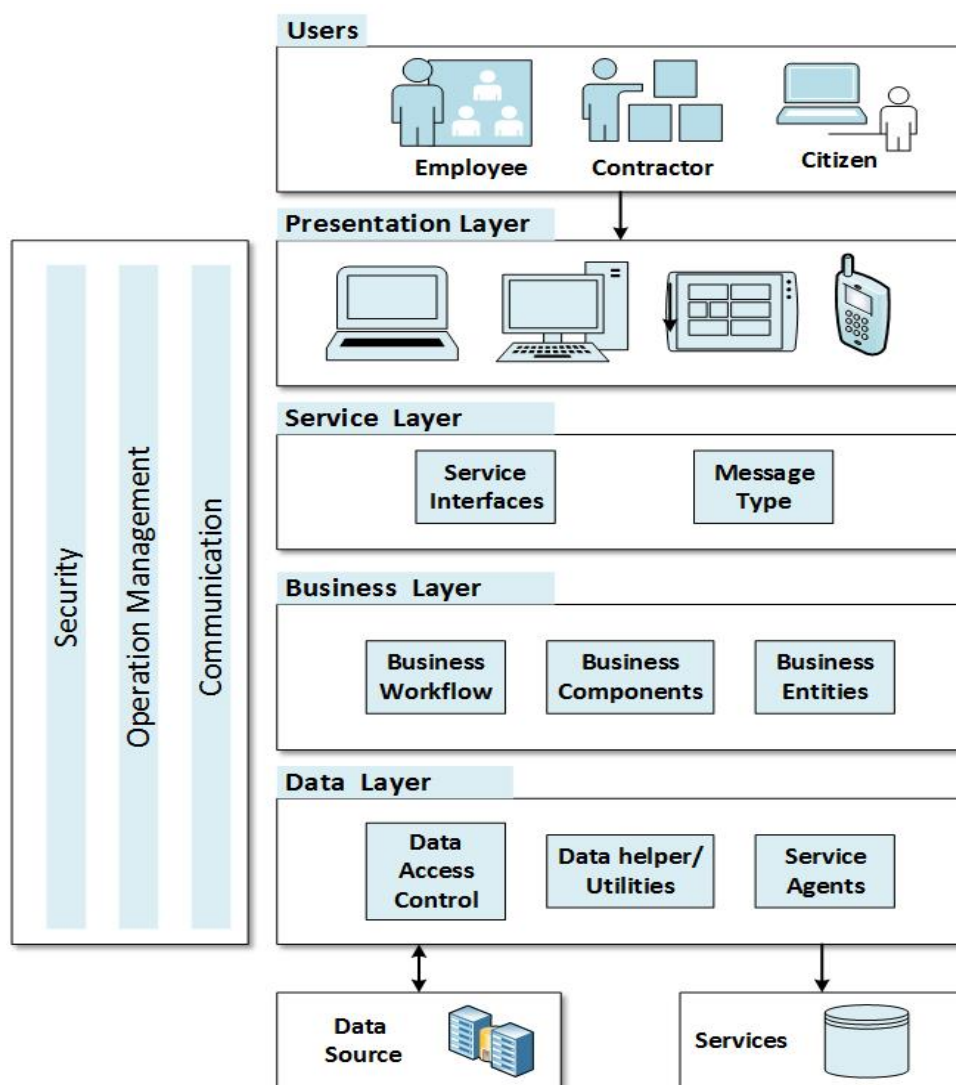 Users
Employee
Contractor
Citizen
Presentation Layer
Security
Operation Management
Communication
Service Layer
Service
Interfaces
Message
Type
Business Layer
Business
Workflow
Business
Components
Business
Entities
Data Layer
Data
Access
Control
Data helper/
Utilities
Service
Agents
Data
Source
Services